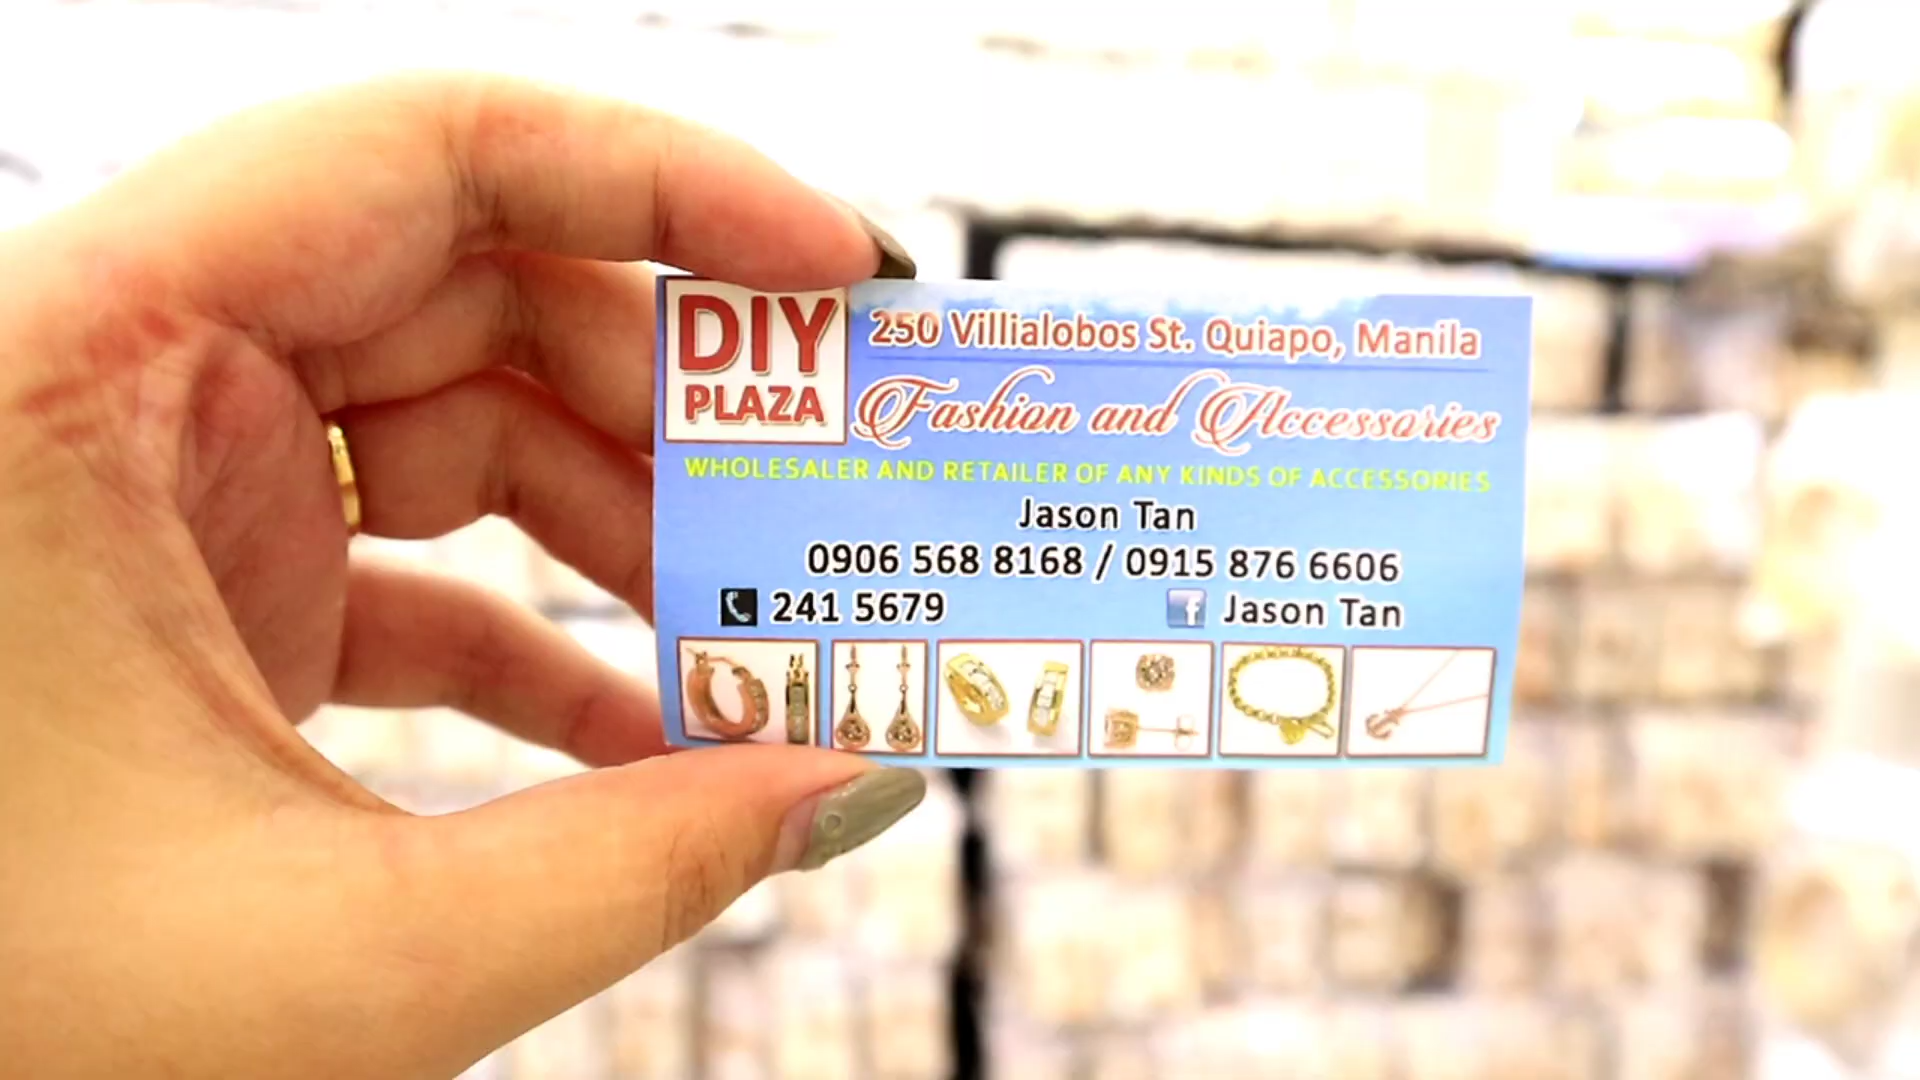 DIY
PLAZA
250 Villialobos St. Quiapo, Manila
Fashion and Accessories
WHOLESALER AND RETAILER OF ANY KINDS OF ACCESSORIES
Jason Tan
0906 568 8168 / 0915 876 6606
241 5679
f Jason Tan